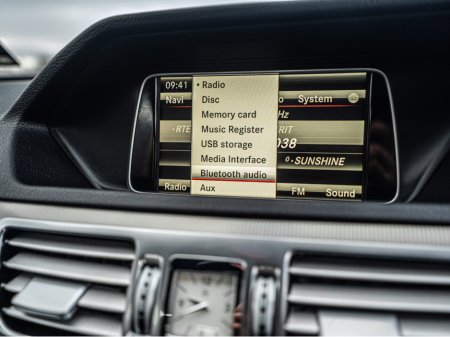 09:41
• Radio
Disc
Memory card
Music Register
USB storage
Media Interface
Bluetooth audio
Aux
Navi
o
System
Hz
RTE
RIT
038
SUNSHINE
Radio
FM
Sound